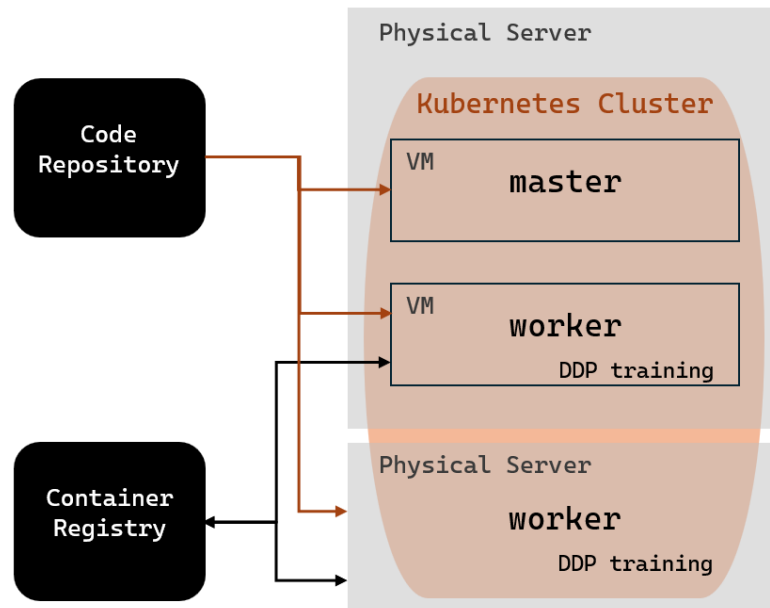 Physical Server
Kubernetes Cluster
Code
Repository
VM
master
VM
worker
DDP training
Physical Server
Container
Registry
worker
DDP training